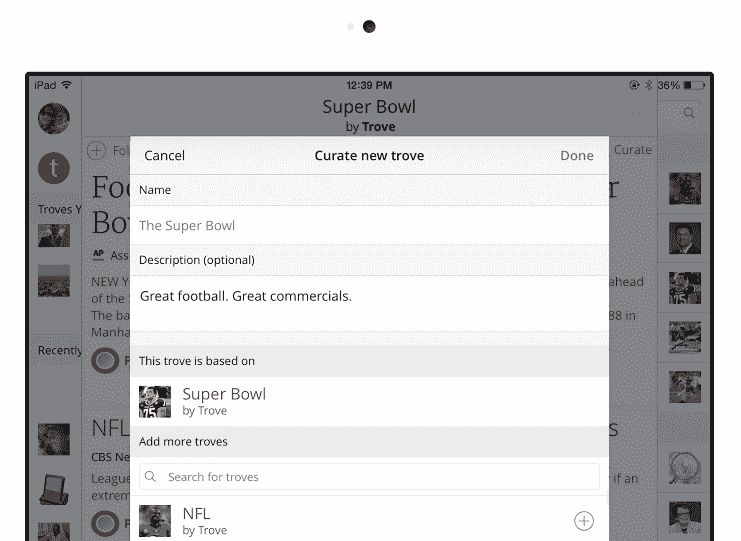 iPad 12:39 PM 36%
Super Bowl
by Trove
Curate
Cancel Curate new trove Done
Name
The Super Bowl
Description (optional)
Great football. Great commercials.
This trove is based on
Super Bowl
by Trove
Add more troves
Search for troves
NFL
by Trove
t
Troves Y
Recently
Fo
Bo
r
AP Ass
NEW Y
ahead
of the S
The ba
88 in
Manha
P
NFL
s
CBS Ne
League
if an
extrem
P
75
75